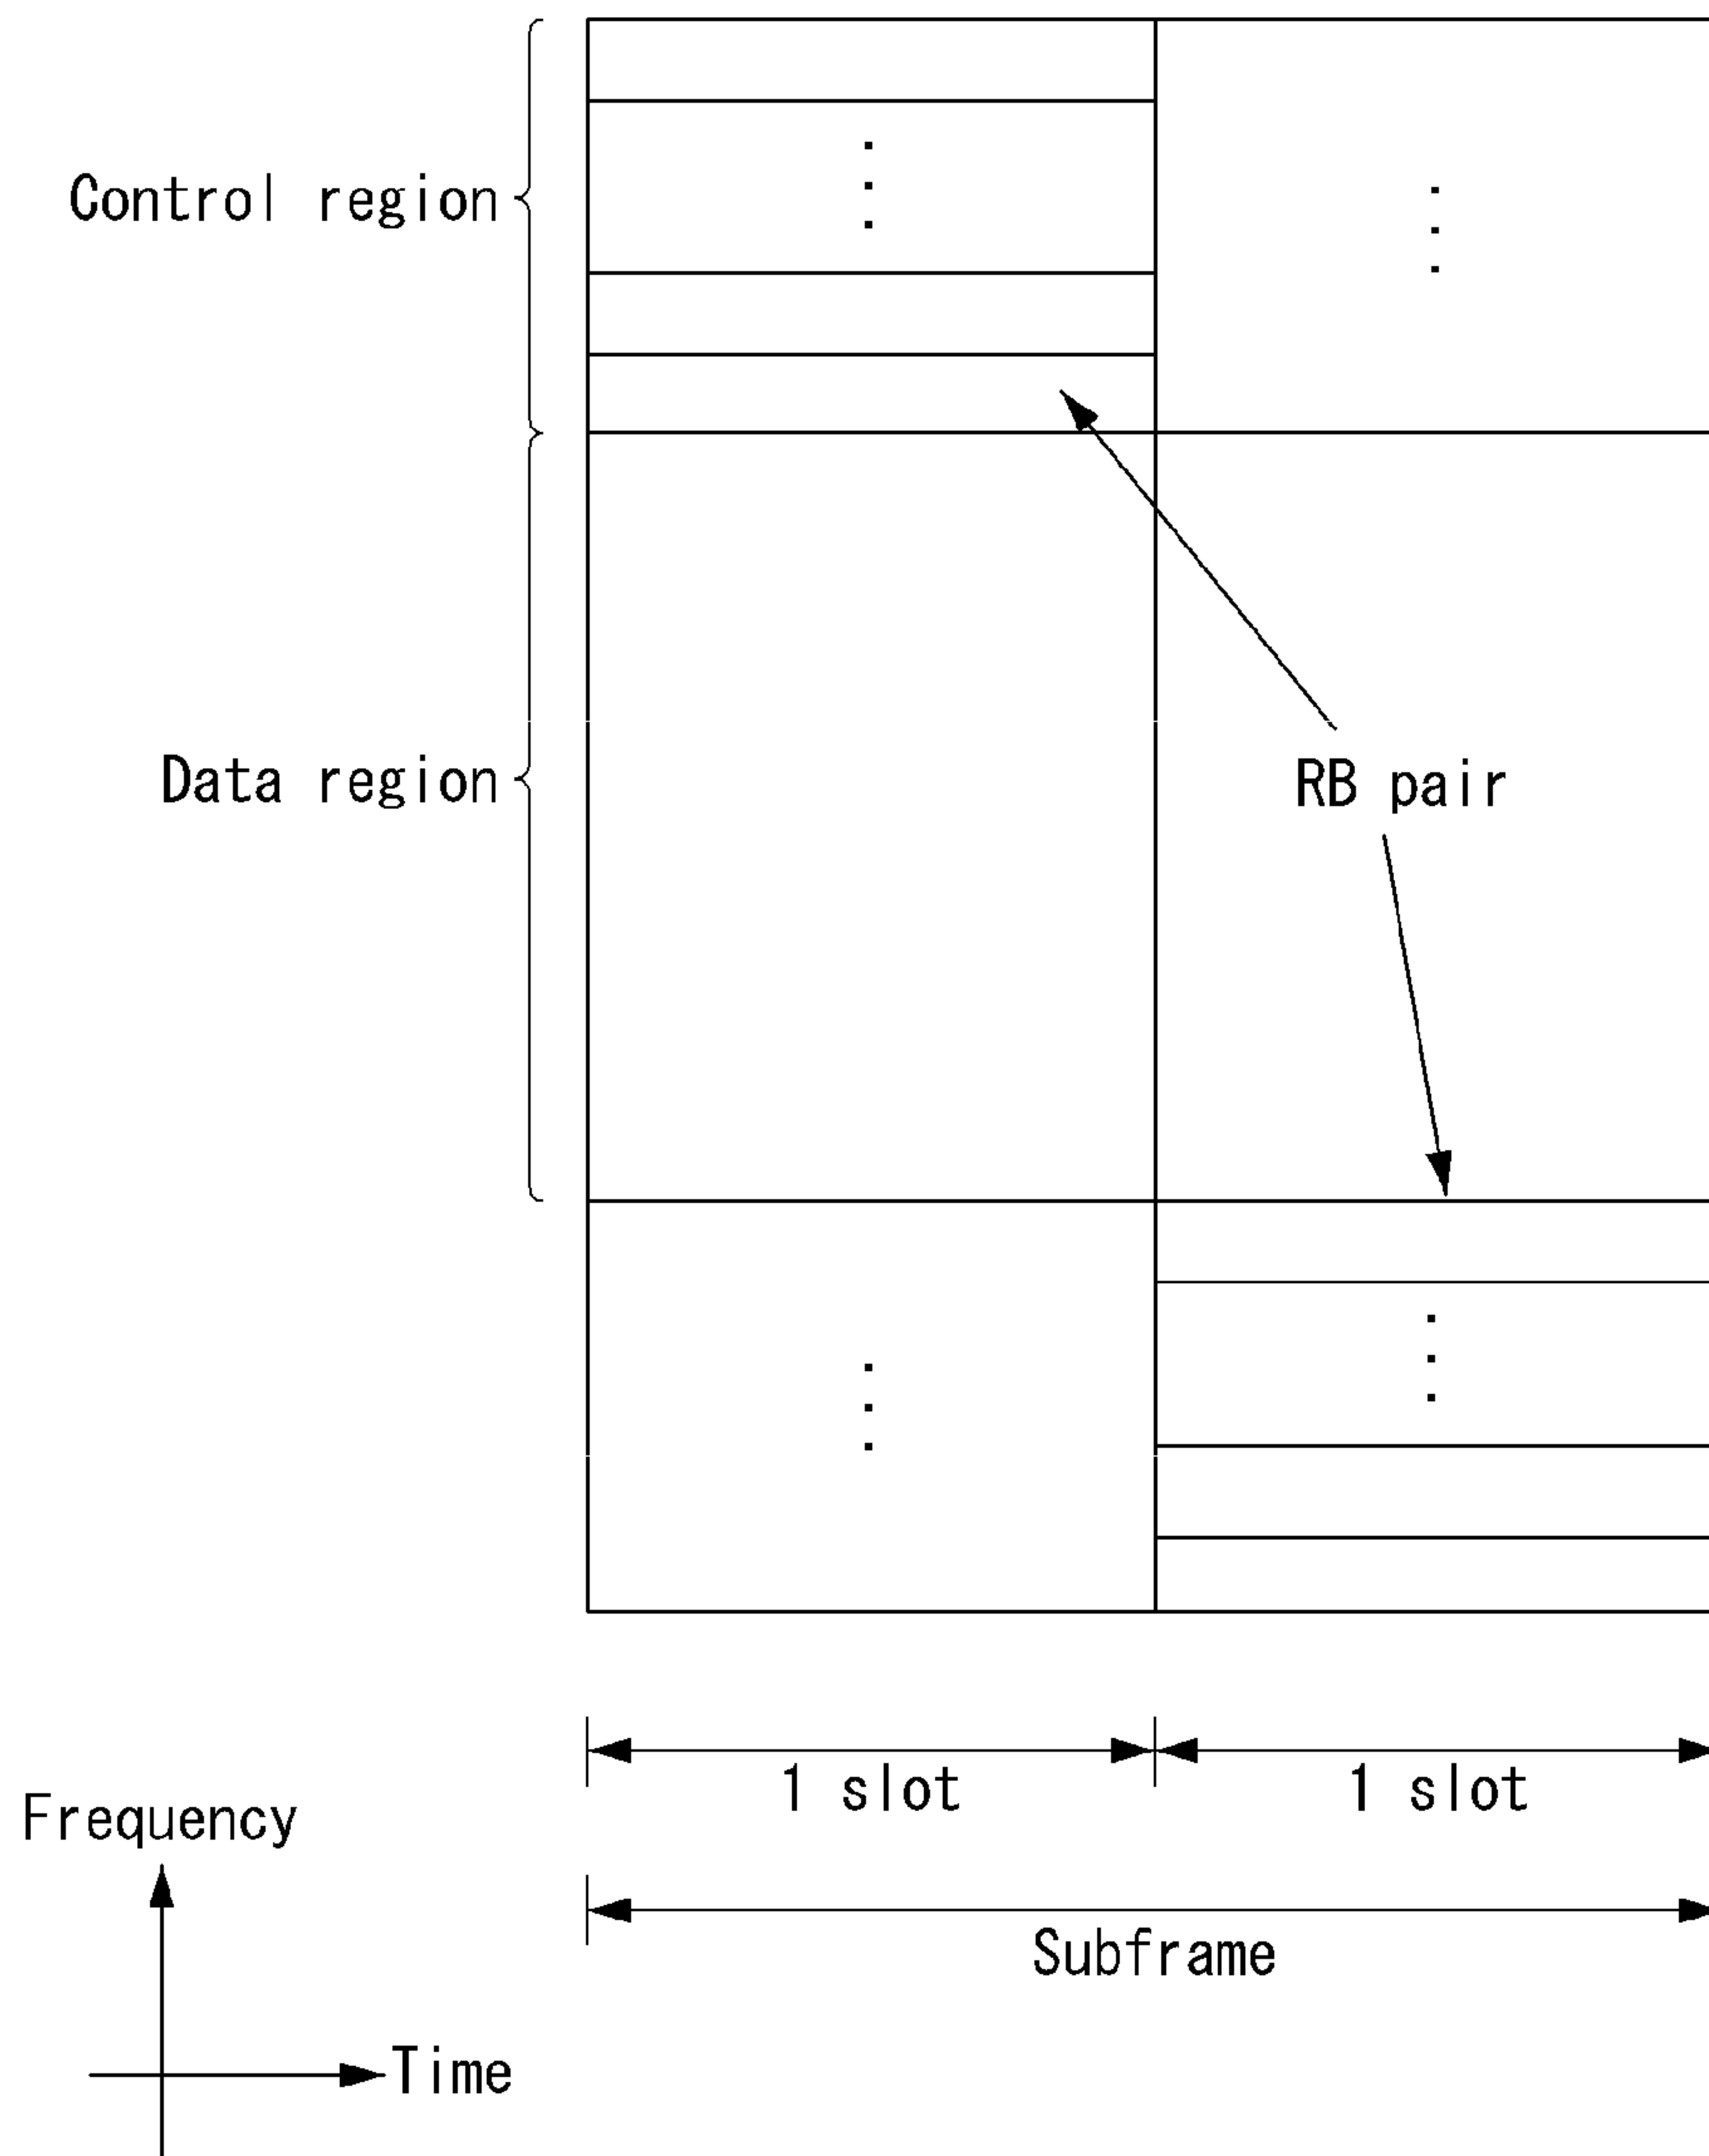 Control region
Data region
RB pair
1 slot
1 slot
Frequency
Subframe
Time